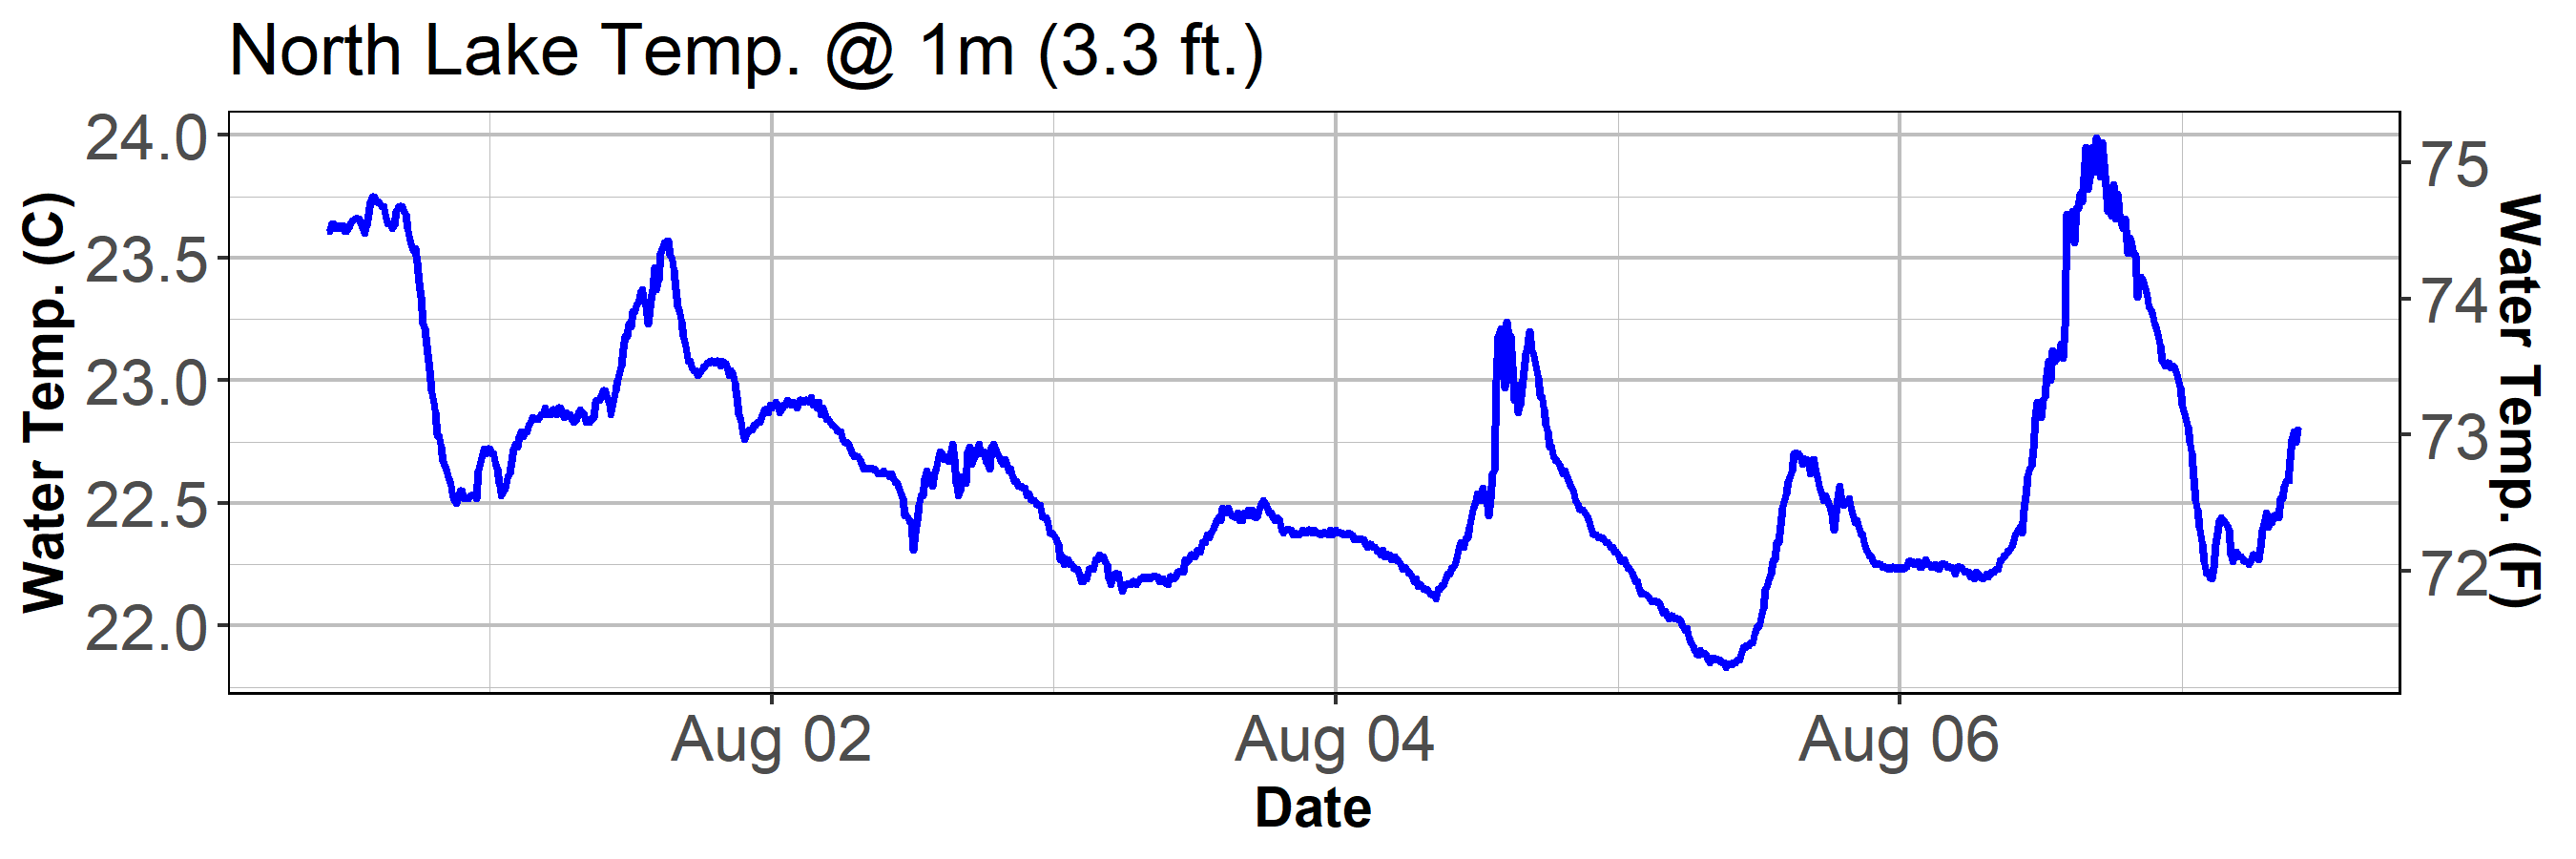 North Lake Temp. @ 1m (3.3 ft.)
Water Temp. (C)
24.0
23.5
23.0
22.5
22.0
75
74
73
72
Water Temp. (F)
Aug 02
Aug 04
Aug 06
Date